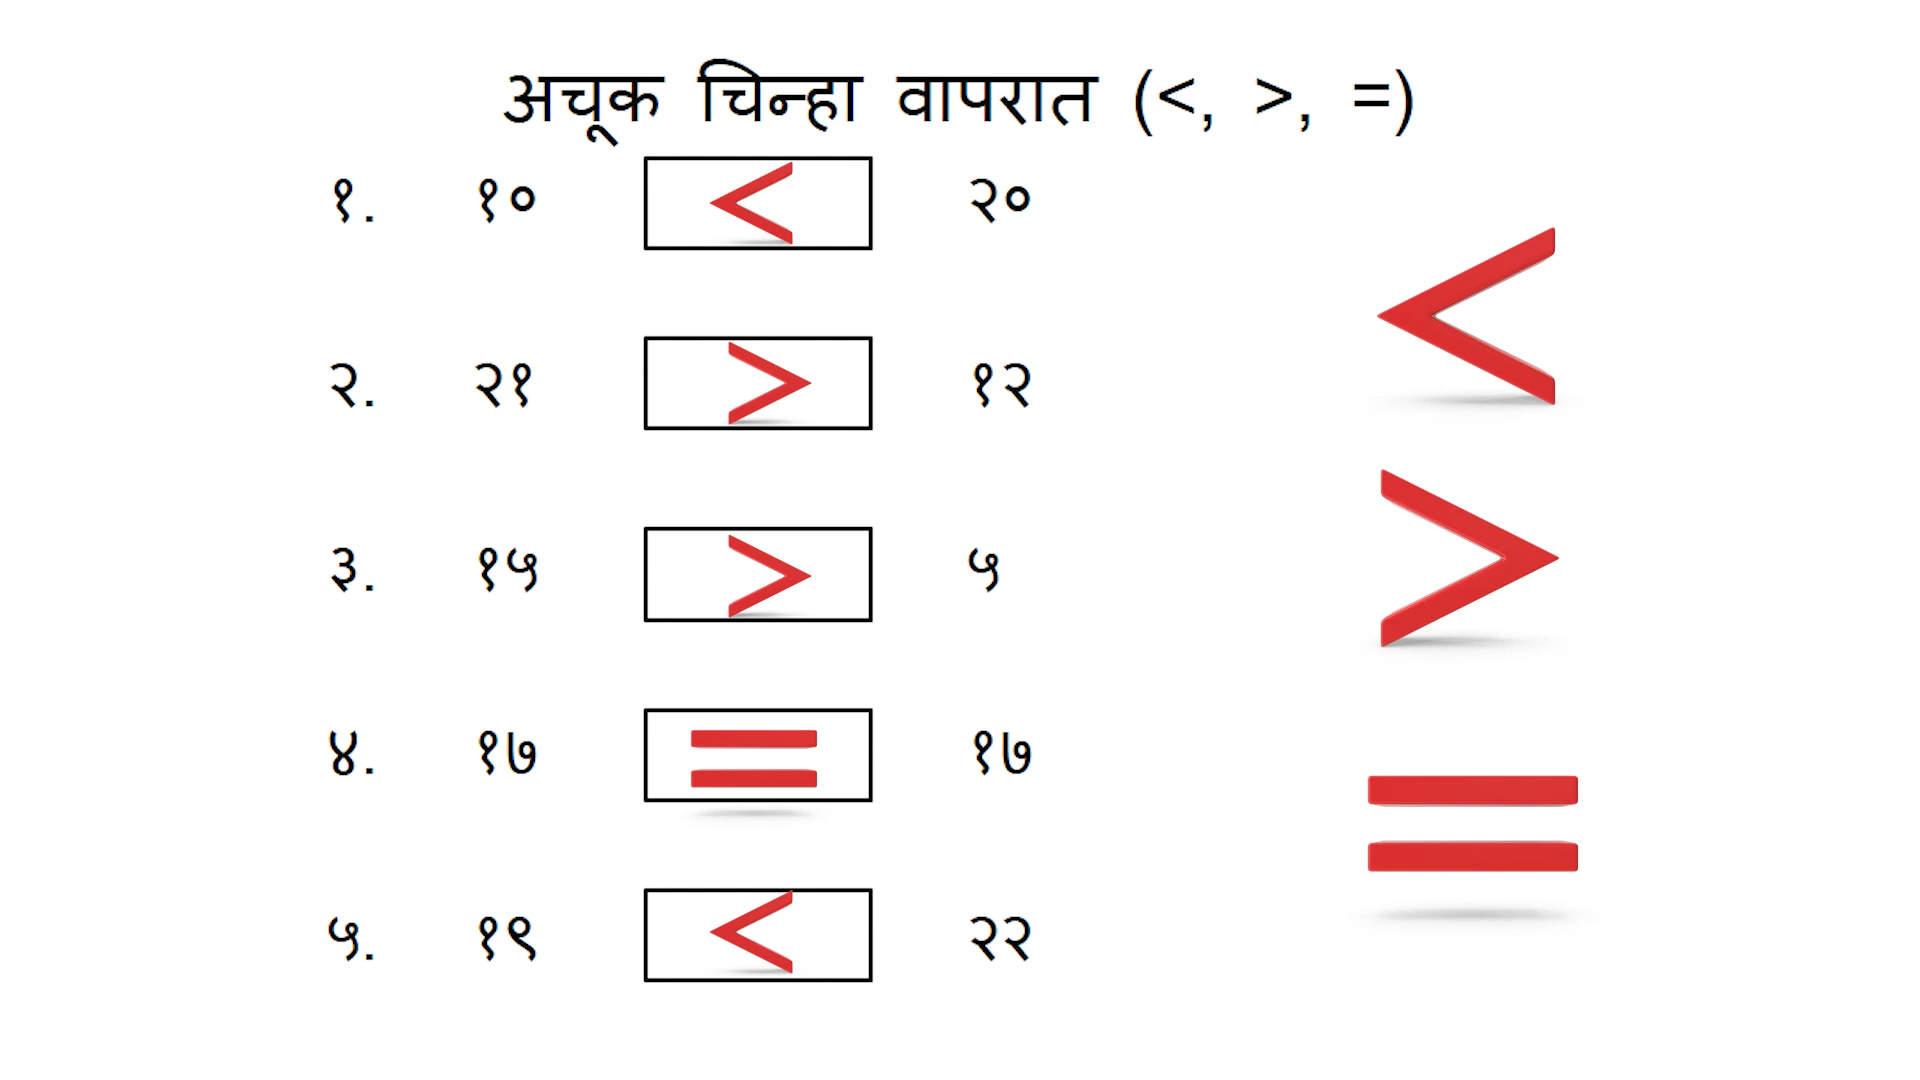 अचूक चिन्हा वापरात (<, >, =)
१. १० < २०
२. २१ > १२
३. १५ > ५
४. १७ = १७
५. १९ < २२
<
>
=